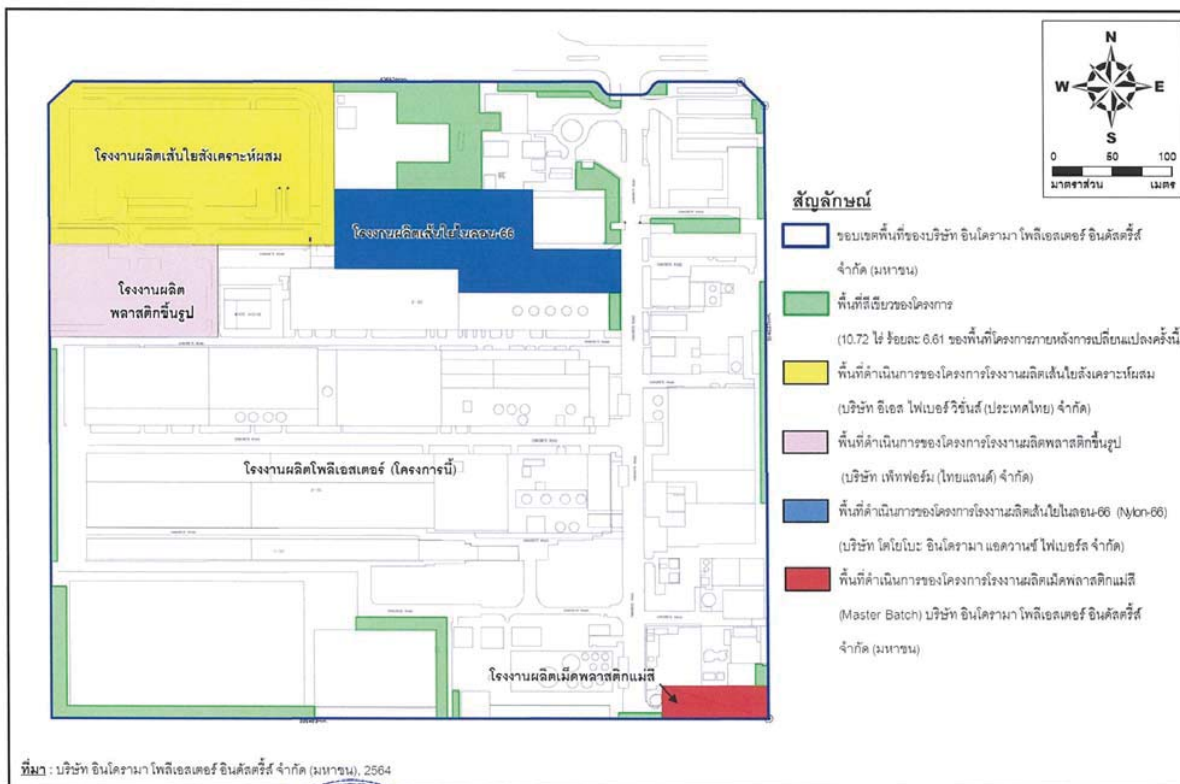 N
W
E
S
0 50 100
มาตราส่วน เมตร
โรงงานผลิตเส้นใยสังเคราะห์ผสม
โรงงานผลิตเส้นใยไนลอน-66
โรงงานผลิต
พลาสติกขึ้นรูป
โรงงานผลิตโพลีเอสเตอร์ (โครงการนี้)
โรงงานผลิตเม็ดพลาสติกแม่สี
สัญลักษณ์
ขอบเขตพื้นที่ของบริษัท อินโดรามา โพลีเอสเตอร์ อินดัสตรี้ส์
จำกัด (มหาชน)
พื้นที่สีเขียวของโครงการ
(10.72 ไร่ ร้อยละ 6.61 ของพื้นที่โครงการภายหลังการเปลี่ยนแปลงครั้งนี้
พื้นที่ดำเนินการของโครงการโรงงานผลิตเส้นใยสังเคราะห์ผสม
(บริษัท อีเอส ไฟเบอร์ วิชั่นส์ (ประเทศไทย) จำกัด)
พื้นที่ดำเนินการของโครงการโรงงานผลิตพลาสติกขึ้นรูป
(บริษัท เพ็ทฟอร์ม (ไทยแลนด์) จำกัด)
พื้นที่ดำเนินการของโครงการโรงงานผลิตเส้นใยไนลอน-66 (Nylon-66)
(บริษัท โตโยโบะ อินโดรามา แอดวานซ์ ไฟเบอร์ส จำกัด)
พื้นที่ดำเนินการของโครงการโรงงานผลิตเม็ดพลาสติกแม่สี
(Master Batch) บริษัท อินโดรามา โพลีเอสเตอร์ อินดัสตรี้ส์
จำกัด (มหาชน)
ที่มา : บริษัท อินโดรามา โพลีเอสเตอร์ อินดัสตรี้ส์ จำกัด (มหาชน), 2564